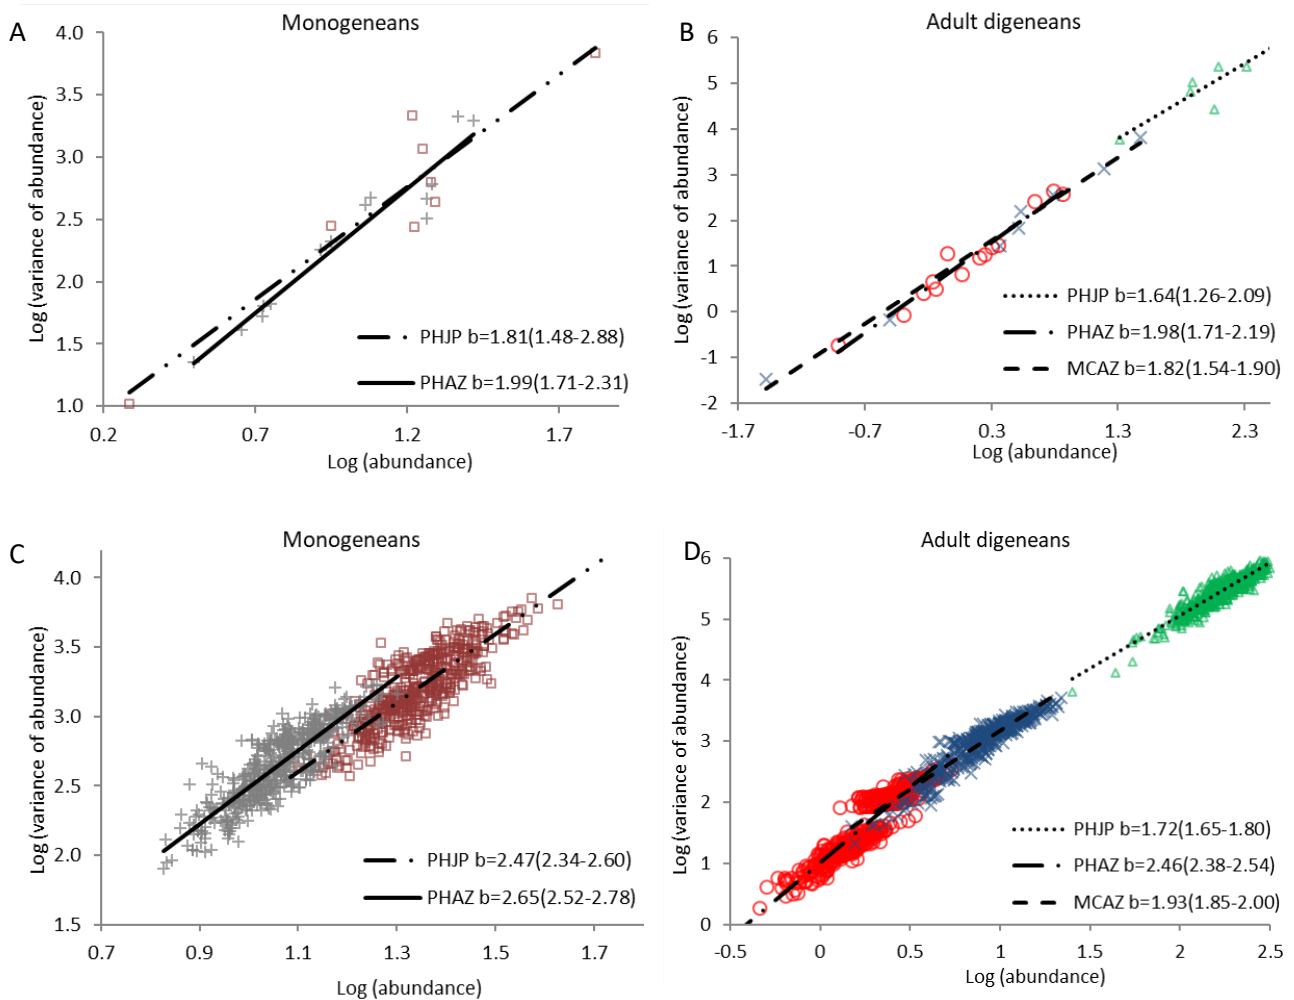 A
Monogeneans
4.0
3.5
3.0
2.5
2.0
1.5
1.0
0.2
0.7
1.2
1.7
Log (variance of abundance)
Log (abundance)
PHJP b=1.81(1.48-2.88)
PHAZ b=1.99(1.71-2.31)
B
Adult digeneans
6
5
4
3
2
1
0
-1
-2
-1.7
-0.7
0.3
1.3
2.3
Log (variance of abundance)
Log (abundance)
PHJP b=1.64(1.26-2.09)
PHAZ b=1.98(1.71-2.19)
MCAZ b=1.82(1.54-1.90)
C
Monogeneans
4.0
3.5
3.0
2.5
2.0
1.5
0.7
0.9
1.1
1.3
1.5
1.7
Log (variance of abundance)
Log (abundance)
PHJP b=2.47(2.34-2.60)
PHAZ b=2.65(2.52-2.78)
D
Adult digeneans
6
5
4
3
2
1
0
-0.5
0
0.5
1
1.5
2
2.5
Log (variance of abundance)
Log (abundance)
PHJP b=1.72(1.65-1.80)
PHAZ b=2.46(2.38-2.54)
MCAZ b=1.93(1.85-2.00)